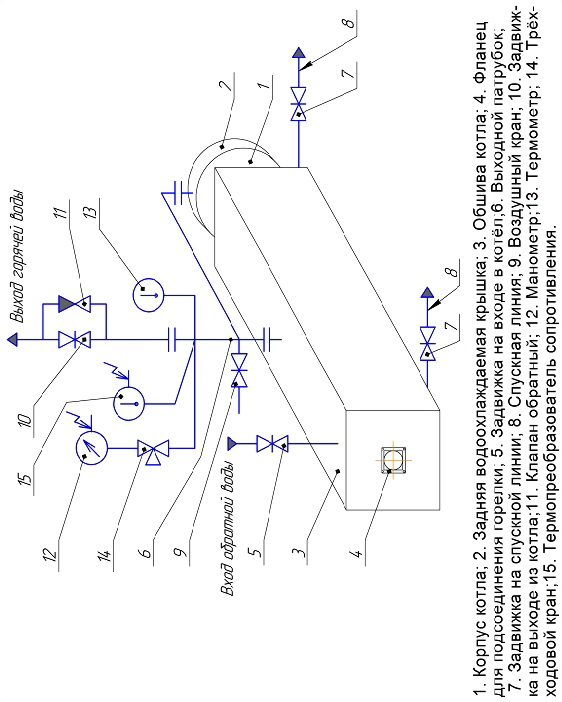 Выход горячей воды
Вход обратной воды
2
1
8
7
11
13
10
15
12
14
6
9
5
3
4
7
8
1. Корпус котла; 2. Задняя водоохлаждаемая крышка; 3. Обшива котла; 4. Фланец
для подсоединения горелки; 5. Задвижка на входе в котёл;6. Выходной патрубок;
7. Задвижка на спускной линии; 8. Спускная линия; 9. Воздушный кран; 10. Задвиж-
ка на выходе из котла;11. Клапан обратный; 12. Манометр;13. Термометр; 14. Трёх-
ходовой кран;15. Термопреобразователь сопротивления.